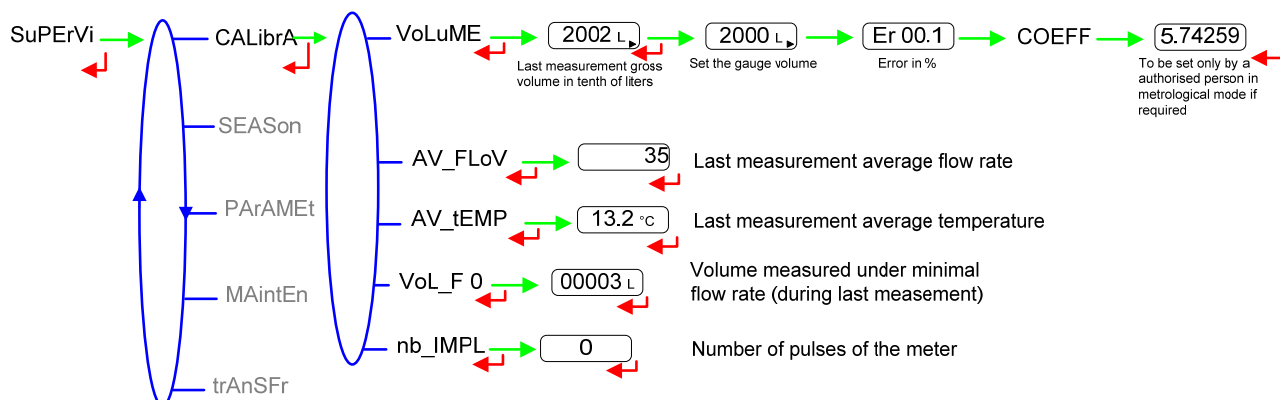 SuPErVi
CALibrA
VoLuME
2002 L
2000 L
Er 00.1
COEFF
5.74259
Last measurement gross
volume in tenth of liters
Set the gauge volume
Error in %
To be set only by a
authorised person in
metrological mode if
required
SEASon
AV_FLoV
35
Last measurement average flow rate
PArAMEt
AV_tEMP
13.2 °C
Last measurement average temperature
MAintEn
VoL_F 0
00003 L
Volume measured under minimal
flow rate (during last measement)
nb_IMPL
0
Number of pulses of the meter
trAnSFr